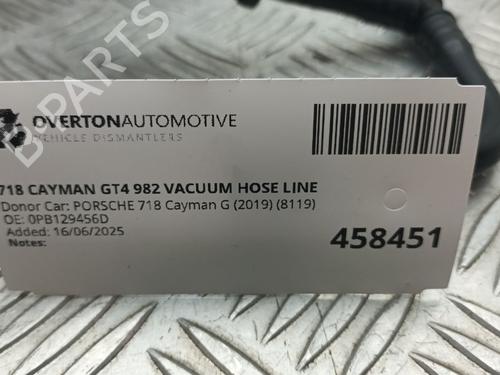 B PARTS
OVERTONAUTOMOTIVE
VEHICLE DISMANTLERS
718 CAYMAN GT4 982 VACUUM HOSE LINE
Donor Car: PORSCHE 718 Cayman G (2019) (8119)
OE: 0PB129456D
Added: 16/06/2025
Notes:
458451